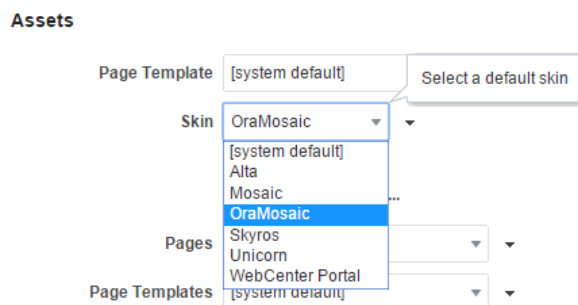 Assets
Page Template [system default]
Select a default skin
Skin OraMosaic
[system default]
Alta
Mosaic
...
OraMosaic
Skyros
Pages
Unicorn
WebCenter Portal
Page Templates [system default]